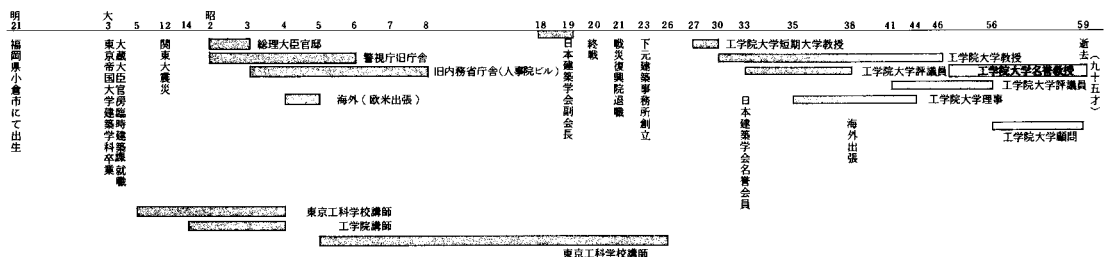 明 大 昭
21 3 5 12 14 2 3 4 5 6 8 18 19 20 21 23 26 27 30 33 35 38 41 44 46 56 59
福岡県小倉市にて出生
東京帝国大学建築学科卒業
大蔵大臣官房臨時建築課就職
関東大震災
総理大臣官邸
警視庁旧庁舎
旧内務省庁舎(人事院ビル)
海外(欧米出張)
東京工科学校講師
工学院講師
東京工科学校講師
日本建築学会副会長
終戦
戦災復興院退職
下元建築事務所創立
工学院大学短期大学教授
工学院大学教授
工学院大学評議員
工学院大学名誉教授
工学院大学評議員
工学院大学理事
工学院大学顧問
日本建築学会名誉会員
海外出張
逝去
(九十五才)